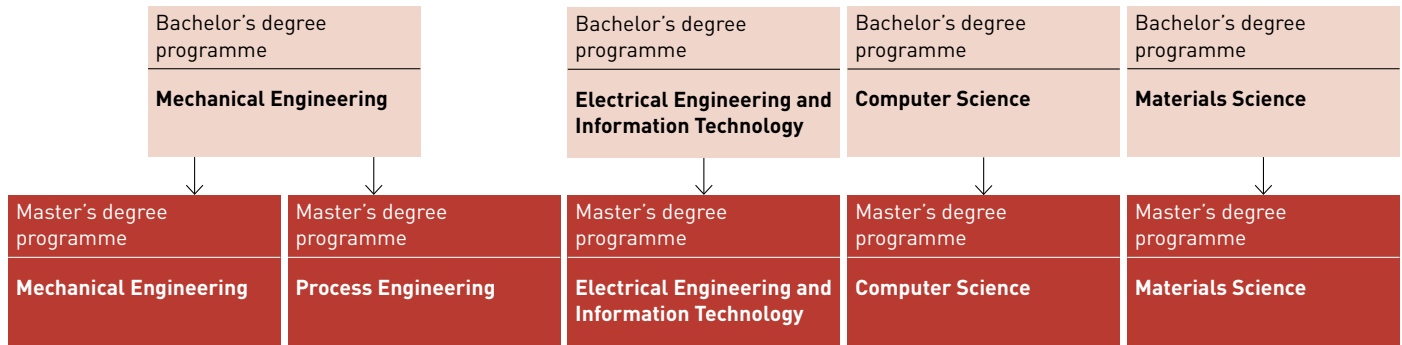 Bachelor’s degree
programme
Mechanical Engineering
Bachelor’s degree
programme
Electrical Engineering and
Information Technology
Bachelor’s degree
programme
Computer Science
Bachelor’s degree
programme
Materials Science
Master’s degree
programme
Mechanical Engineering
Master’s degree
programme
Process Engineering
Master’s degree
programme
Electrical Engineering and
Information Technology
Master’s degree
programme
Computer Science
Master’s degree
programme
Materials Science